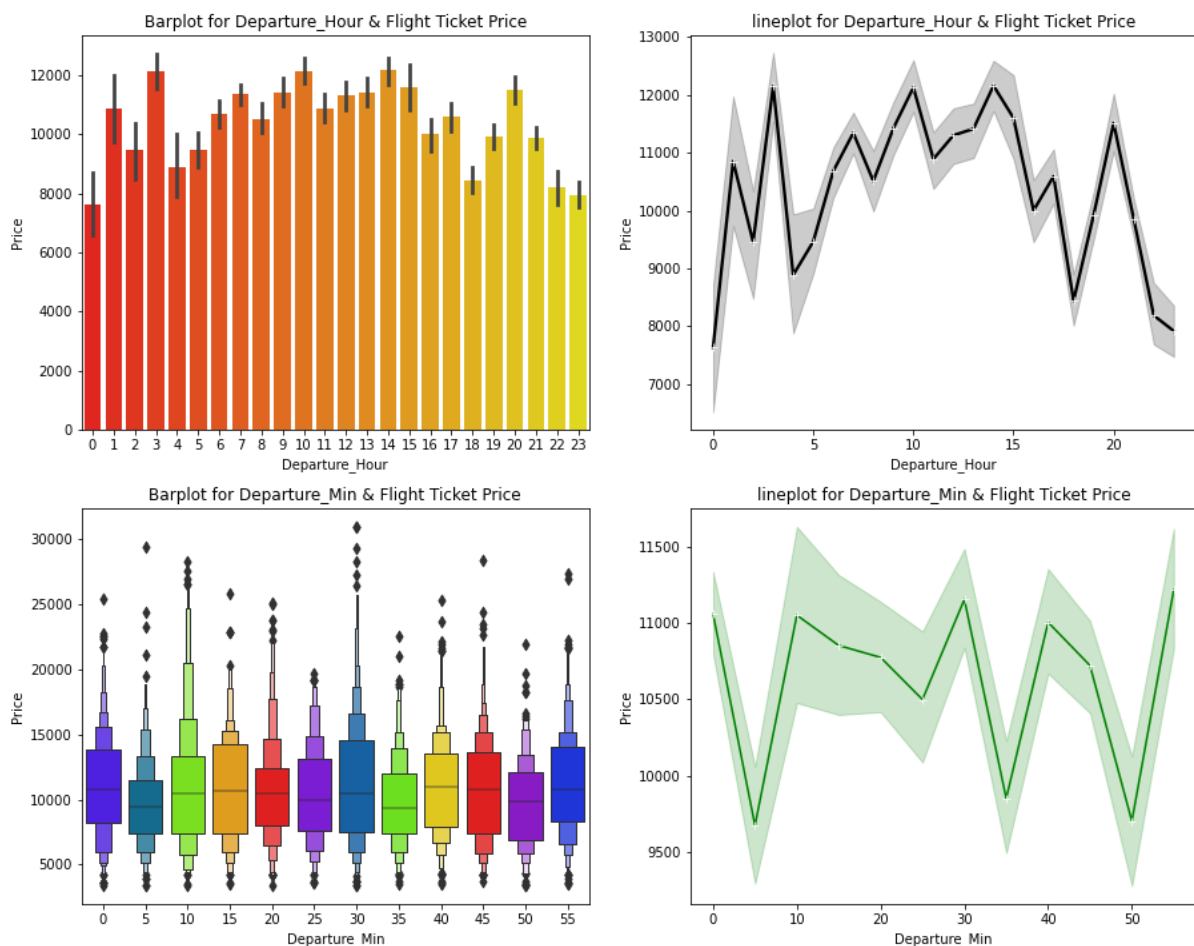 Barplot for Departure_Hour & Flight Ticket Price
12000
10000
8000
6000
4000
2000
0
Price
0 1 2 3 4 5 6 7 8 9 10 11 12 13 14 15 16 17 18 19 20 21 22 23
Departure_Hour
lineplot for Departure_Hour & Flight Ticket Price
13000
12000
11000
10000
9000
8000
7000
Price
0 5 10 15 20
Departure_Hour
Barplot for Departure_Min & Flight Ticket Price
30000
25000
20000
15000
10000
5000
Price
0 5 10 15 20 25 30 35 40 45 50 55
Departure_Min
lineplot for Departure_Min & Flight Ticket Price
11500
11000
10500
10000
9500
Price
0 10 20 30 40 50
Departure_Min